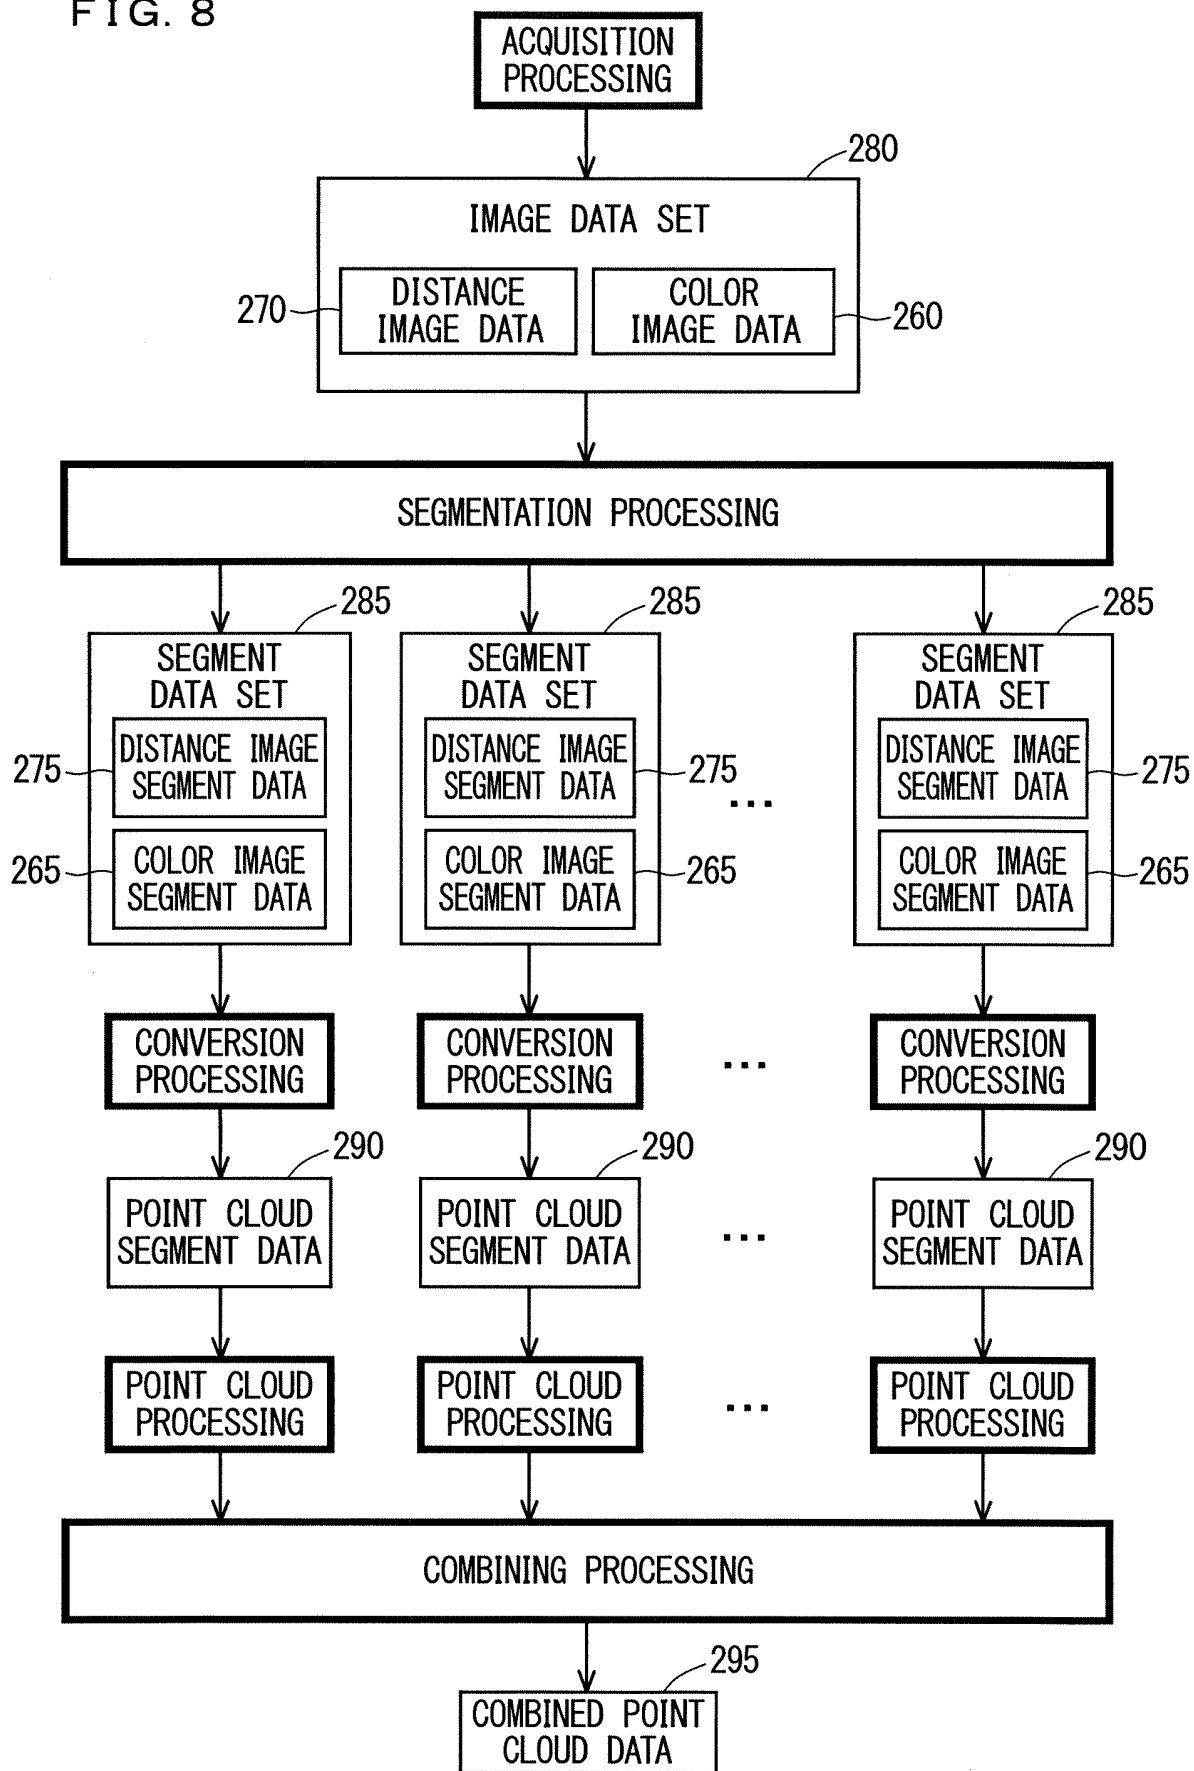 FIG. 8
ACQUISITION
PROCESSING
280
IMAGE DATA SET
270
DISTANCE
IMAGE DATA
COLOR
IMAGE DATA
260
SEGMENTATION PROCESSING
285
285
285
SEGMENT
DATA SET
SEGMENT
DATA SET
SEGMENT
DATA SET
275
DISTANCE IMAGE
SEGMENT DATA
DISTANCE IMAGE
SEGMENT DATA
275
...
DISTANCE IMAGE
SEGMENT DATA
275
265
COLOR IMAGE
SEGMENT DATA
COLOR IMAGE
SEGMENT DATA
265
COLOR IMAGE
SEGMENT DATA
265
CONVERSION
PROCESSING
CONVERSION
PROCESSING
...
CONVERSION
PROCESSING
290
290
290
POINT CLOUD
SEGMENT DATA
POINT CLOUD
SEGMENT DATA
...
POINT CLOUD
SEGMENT DATA
POINT CLOUD
PROCESSING
POINT CLOUD
PROCESSING
...
POINT CLOUD
PROCESSING
COMBINING PROCESSING
295
COMBINED POINT
CLOUD DATA